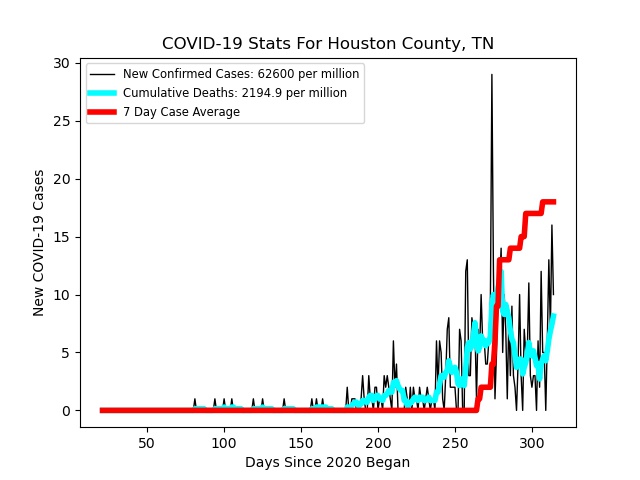 COVID-19 Stats For Houston County, TN
New Confirmed Cases: 62600 per million
Cumulative Deaths: 2194.9 per million
7 Day Case Average
New COVID-19 Cases
30
25
20
15
10
5
0
50
100
150
200
250
300
Days Since 2020 Began